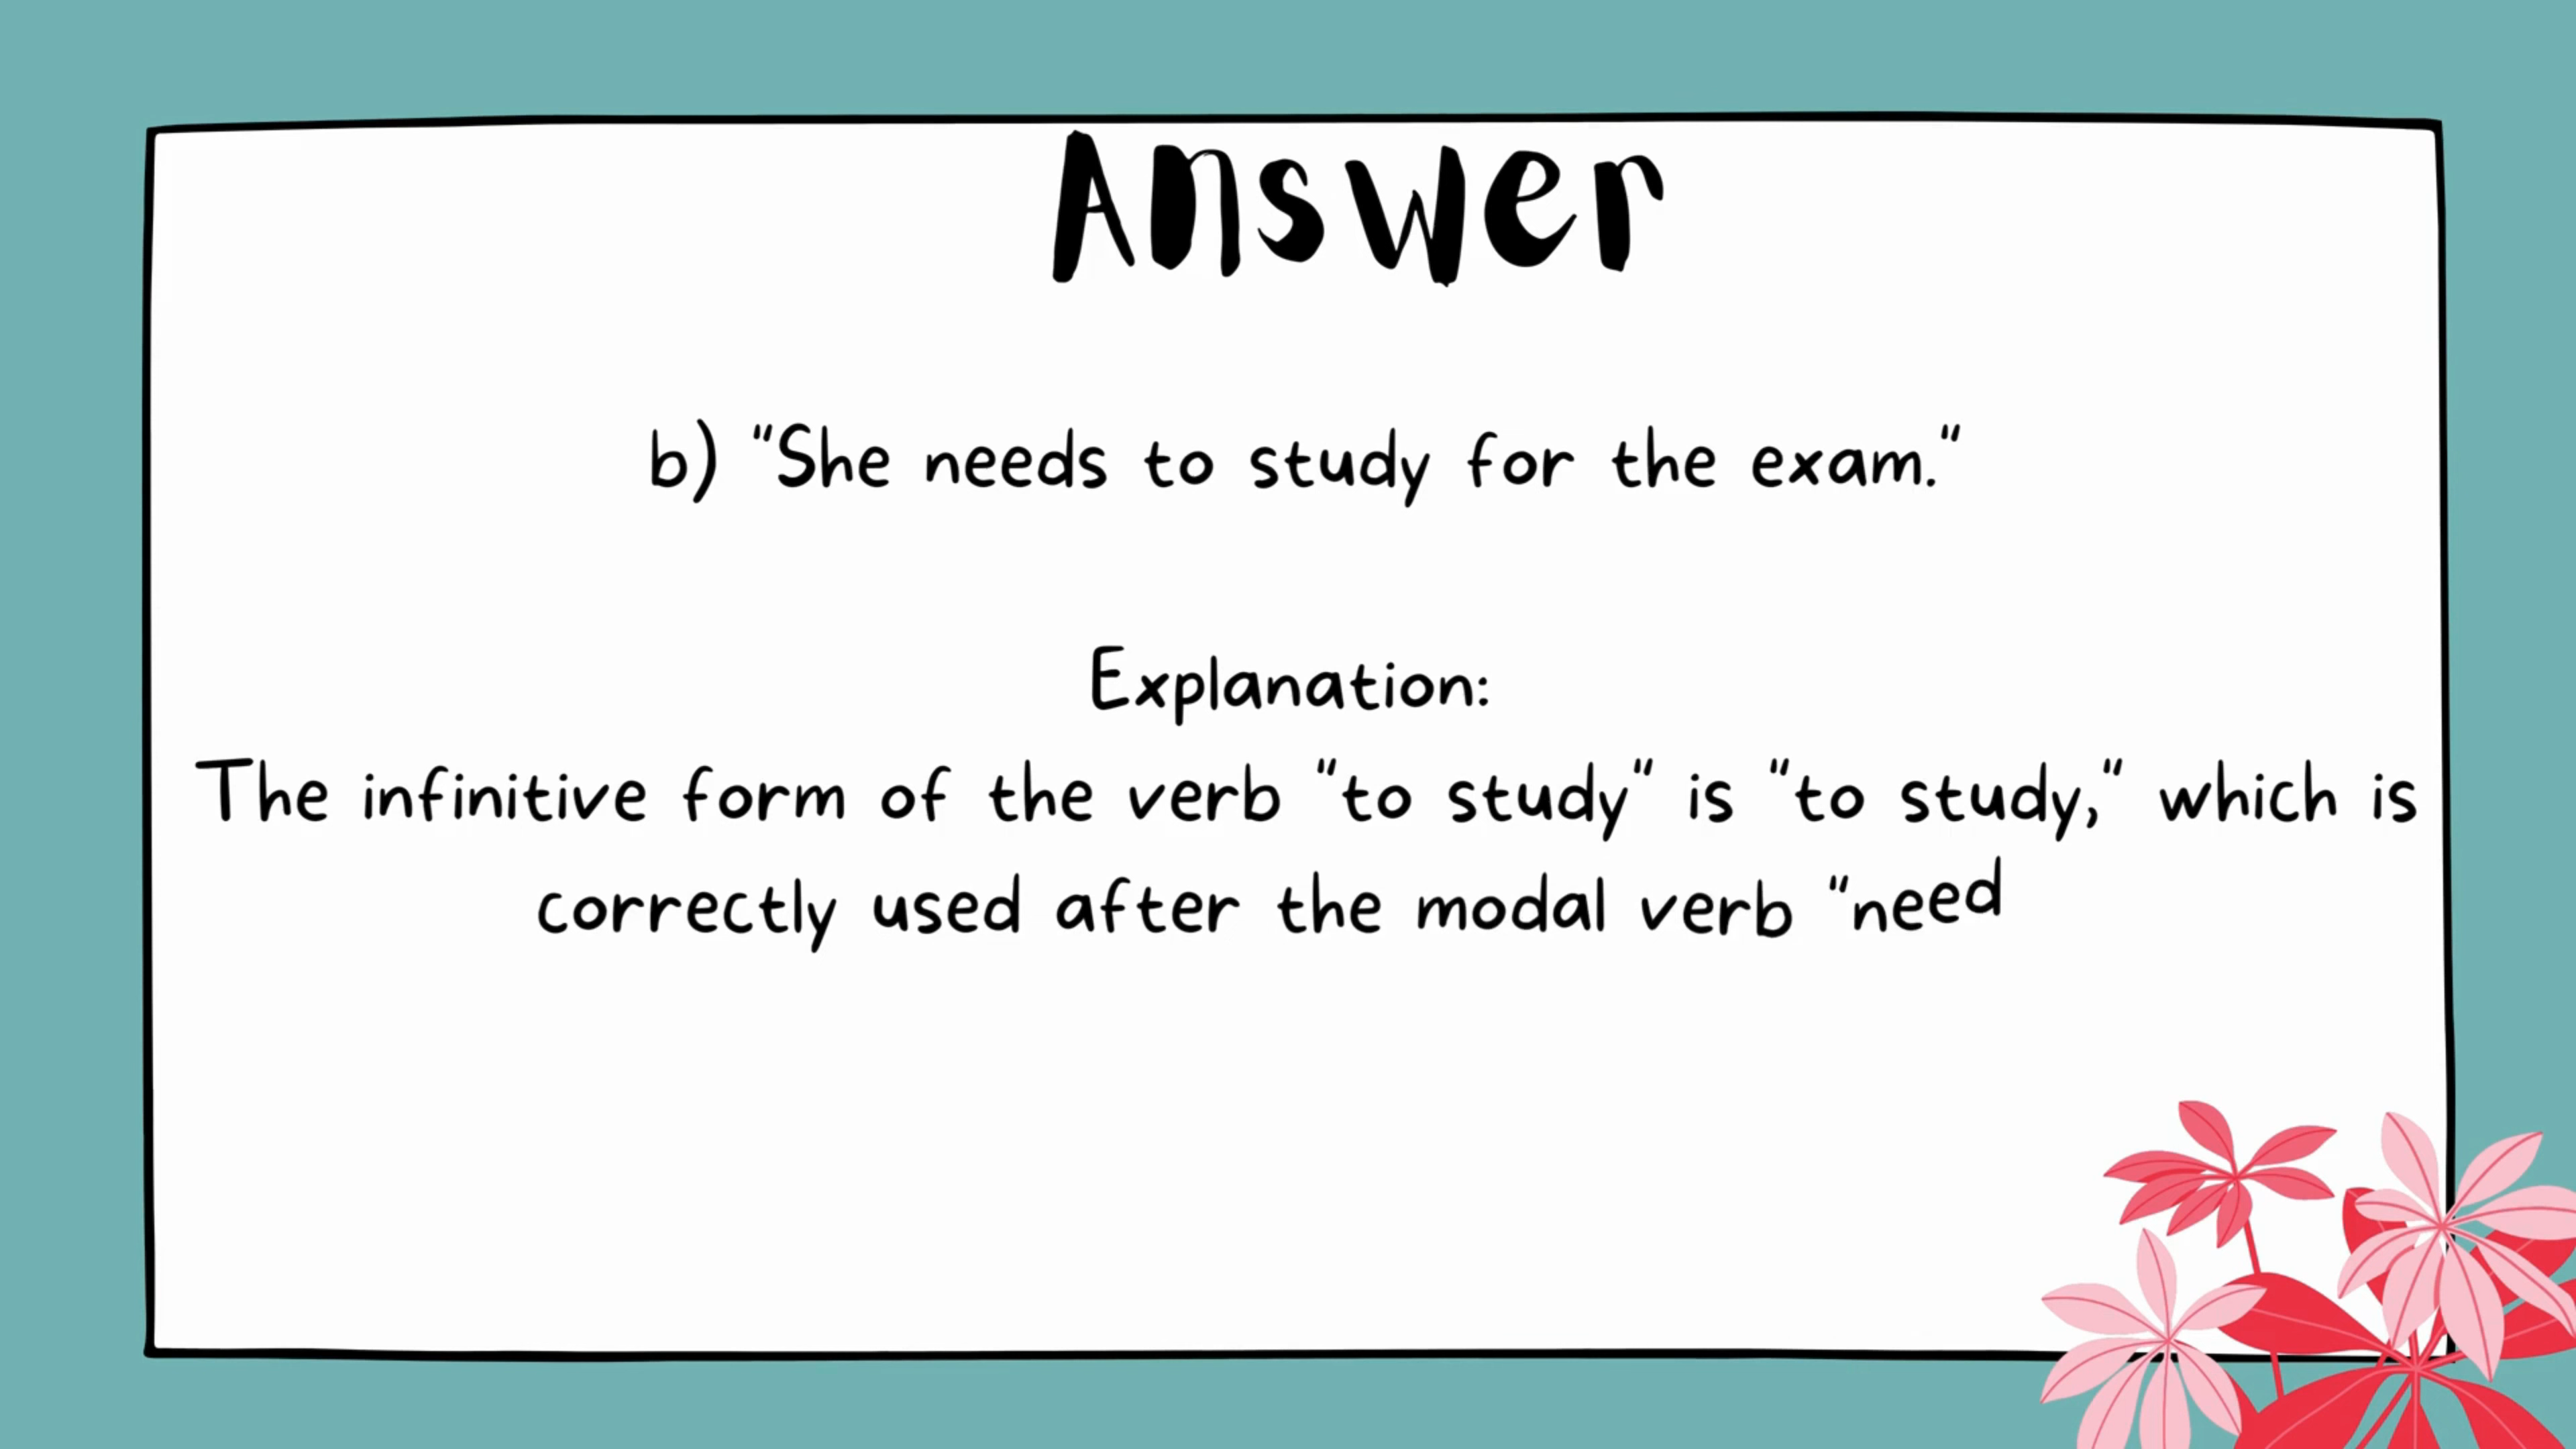 Answer
b) "She needs to study for the exam."
Explanation:
The infinitive form of the verb "to study" is "to study," which is
correctly used after the modal verb "need